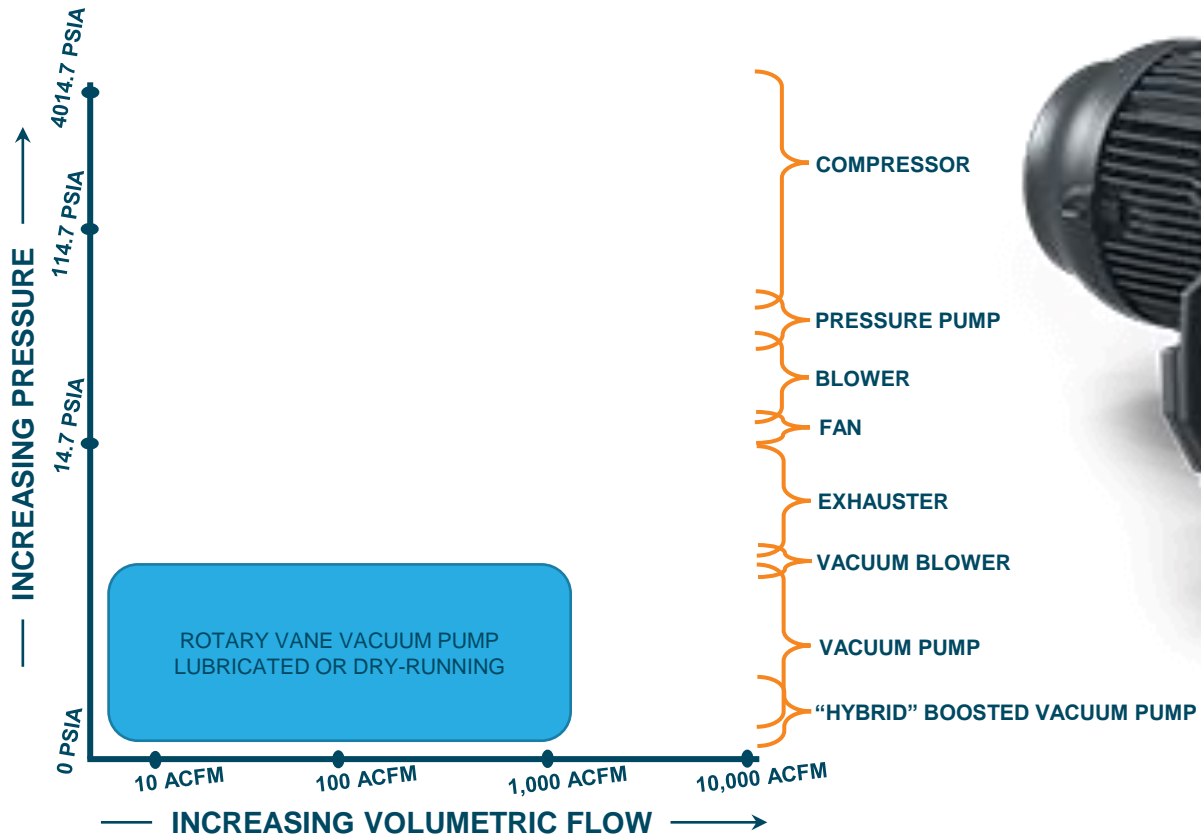 4014.7 PSIA
114.7 PSIA
14.7 PSIA
0 PSIA
INCREASING PRESSURE
COMPRESSOR
PRESSURE PUMP
BLOWER
FAN
EXHAUSTER
VACUUM BLOWER
VACUUM PUMP
“HYBRID” BOOSTED VACUUM PUMP
ROTARY VANE VACUUM PUMP
LUBRICATED OR DRY-RUNNING
10 ACFM
100 ACFM
1,000 ACFM
10,000 ACFM
INCREASING VOLUMETRIC FLOW